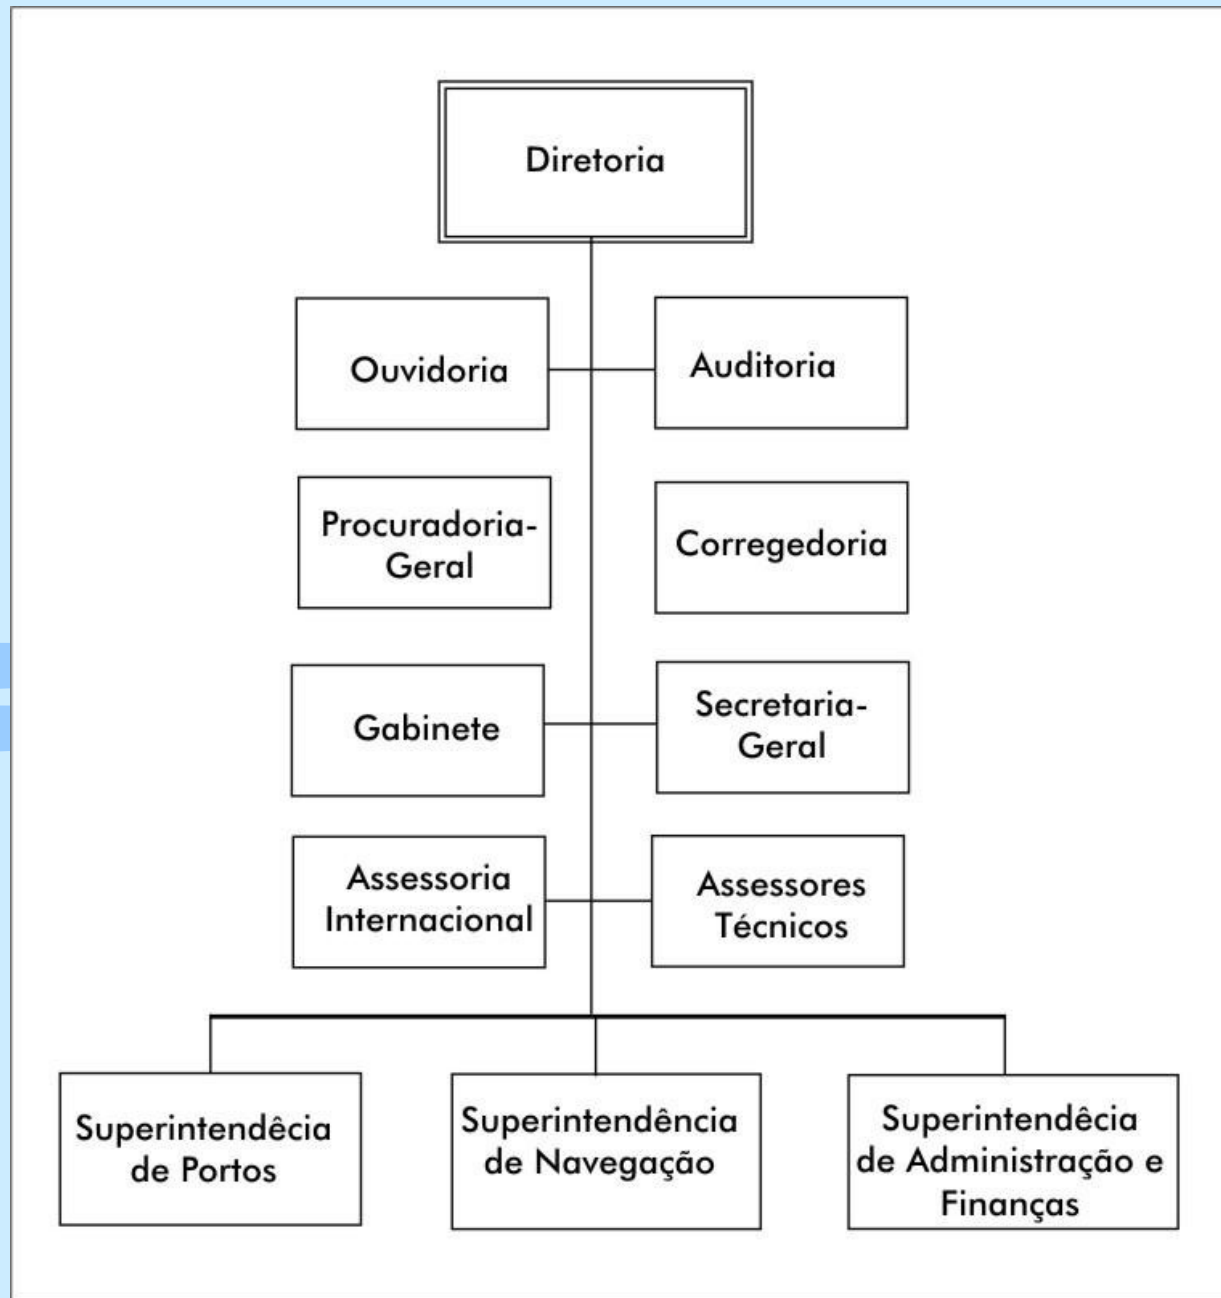 Diretoria
Ouvidoria
Auditoria
Procuradoria-
Geral
Corregedoria
Gabinete
Secretaria-
Geral
Assessoria
Internacional
Assessores
Técnicos
Superintendêcia
de Portos
Superintendência
de Navegação
Superintendêcia
de Administração e
Finanças